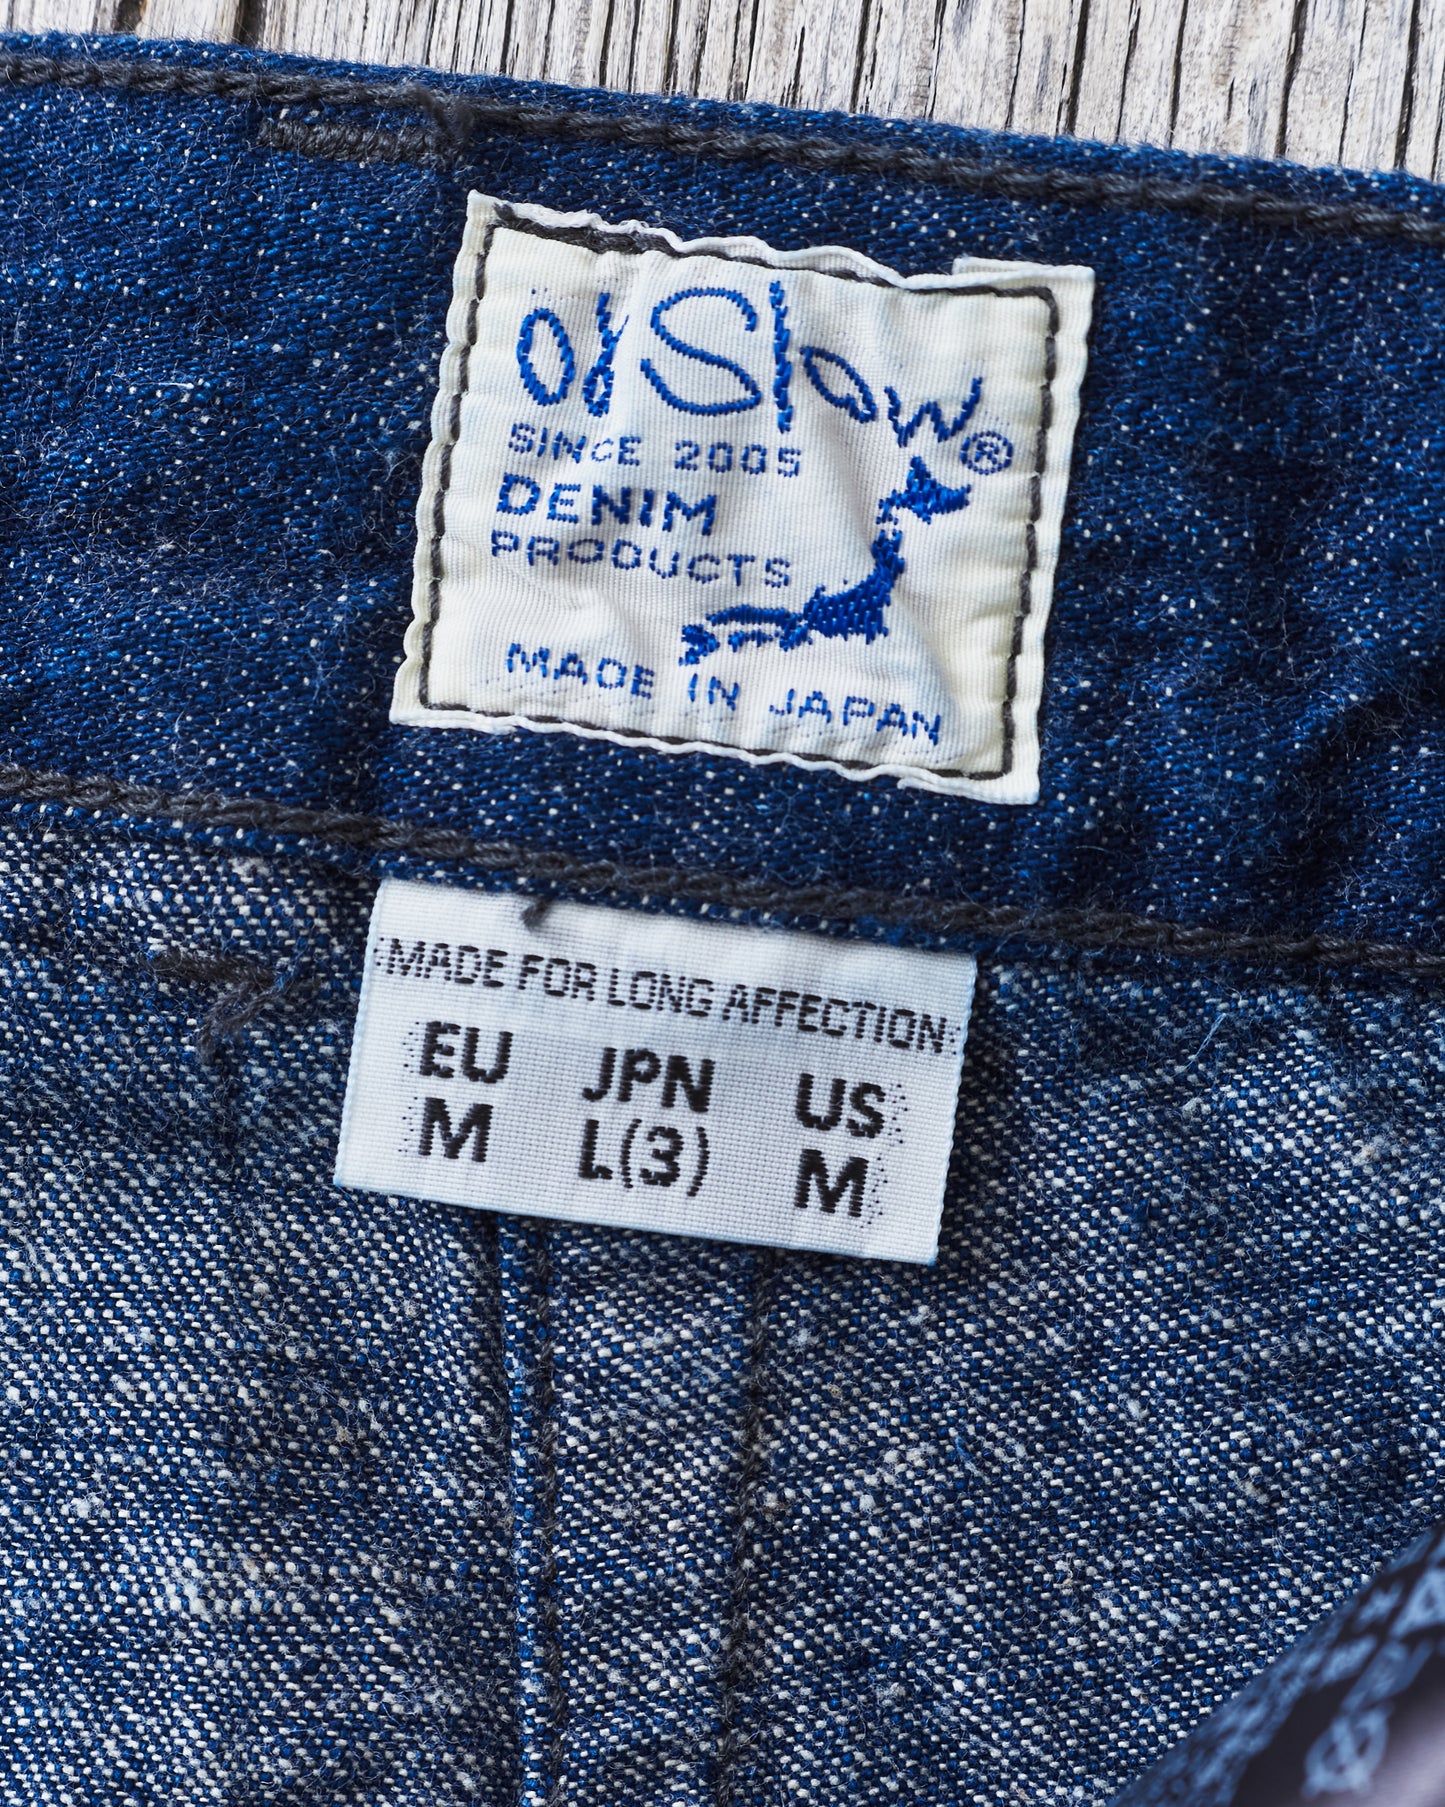 orSlow®
SINCE 2005
DENIM
PRODUCTS
MADE IN JAPAN
MADE FOR LONG AFFECTION
EU JPN US
M L(3) M